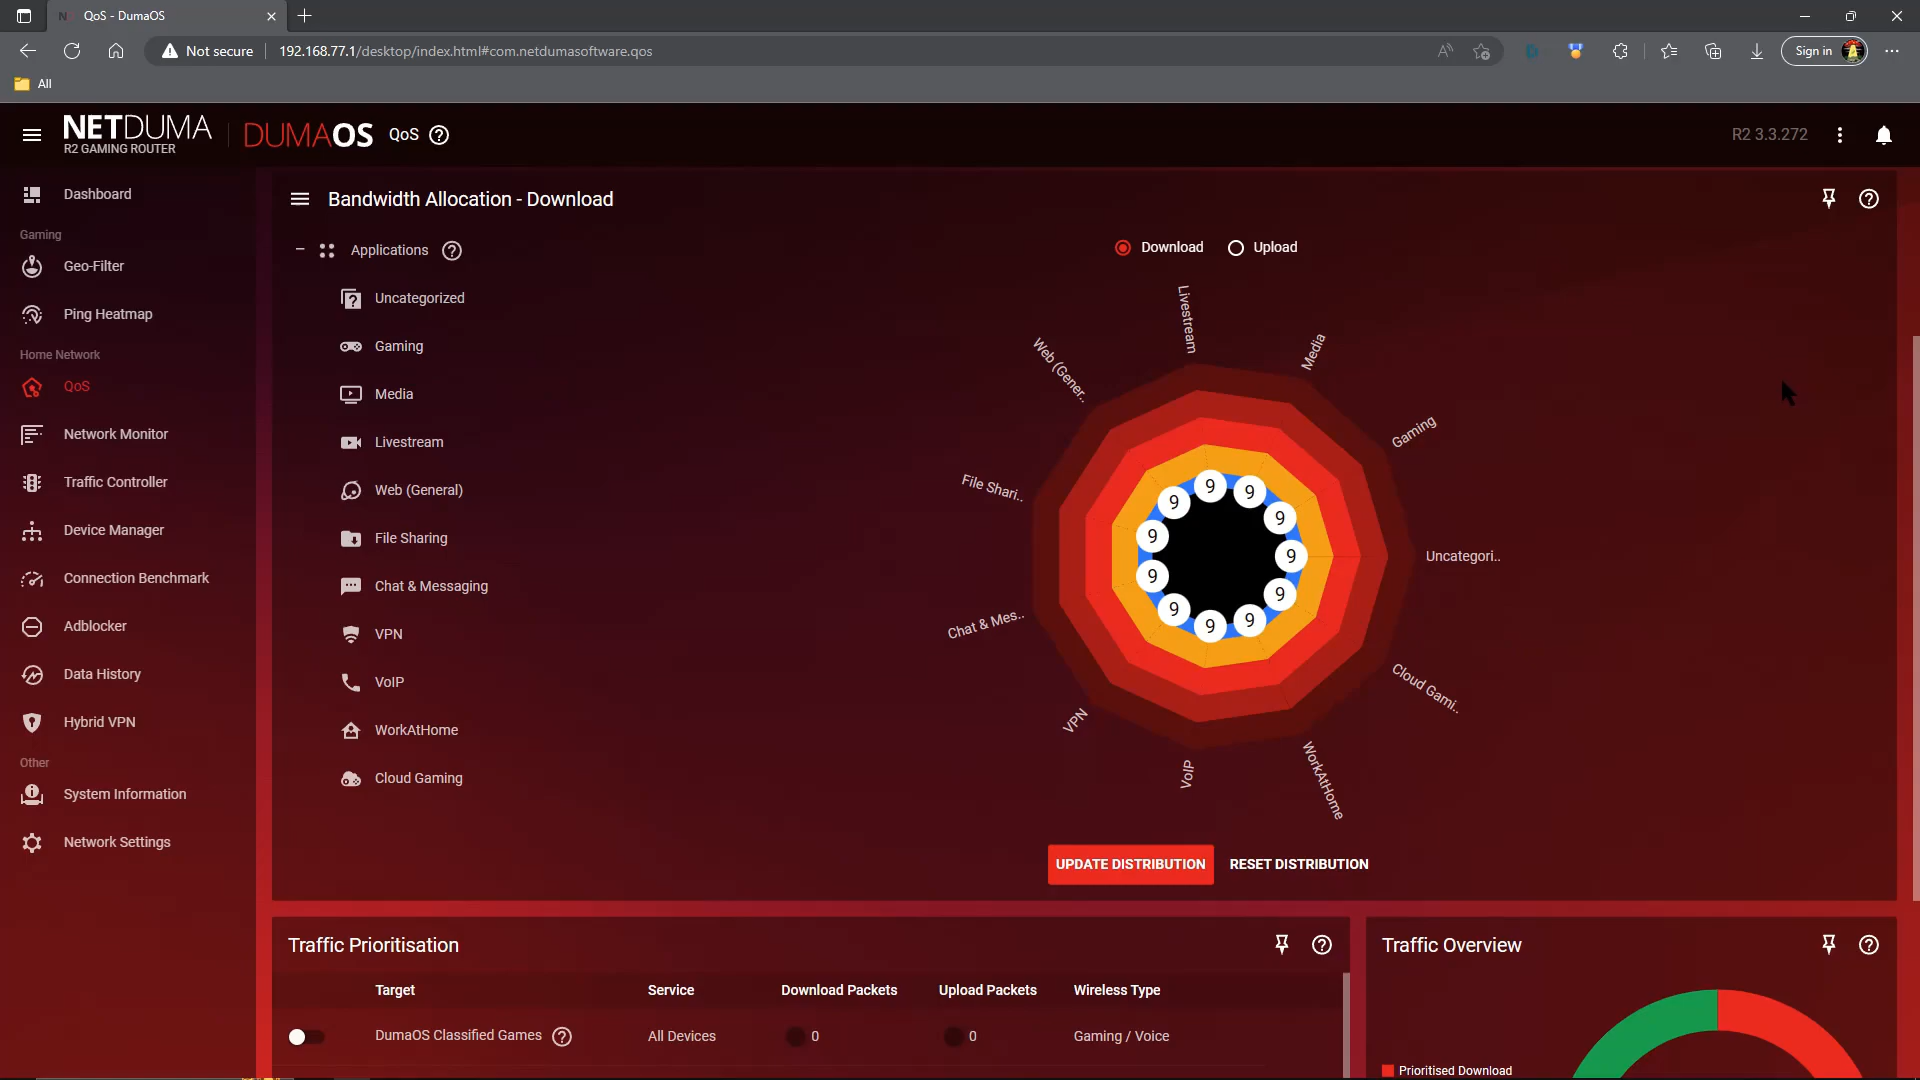 QoS - DumaOS
Not secure
192.168.77.1/desktop/index.html#com.netdumasoftware.qos
Sign in
All
NETDUMA
R2 GAMING ROUTER
DUMAOS
QoS
R2 3.3.272
Dashboard
Gaming
Geo-Filter
Ping Heatmap
Home Network
QoS
Network Monitor
Traffic Controller
Device Manager
Connection Benchmark
Adblocker
Data History
Hybrid VPN
Other
System Information
Network Settings
Bandwidth Allocation - Download
Applications
Uncategorized
Gaming
Media
Livestream
Web (General)
File Sharing
Chat & Messaging
VPN
VoIP
WorkAtHome
Cloud Gaming
Download
Upload
Livestream
Media
Web (Gener..
Gaming
File Shari..
Uncategori..
Chat & Mes..
Cloud Gami..
VPN
VoIP
WorkAtHome
9
9
9
9
9
9
9
9
9
9
9
UPDATE DISTRIBUTION
RESET DISTRIBUTION
Traffic Prioritisation
Target
Service
Download Packets
Upload Packets
Wireless Type
DumaOS Classified Games
All Devices
0
0
Gaming / Voice
Traffic Overview
Prioritised Download